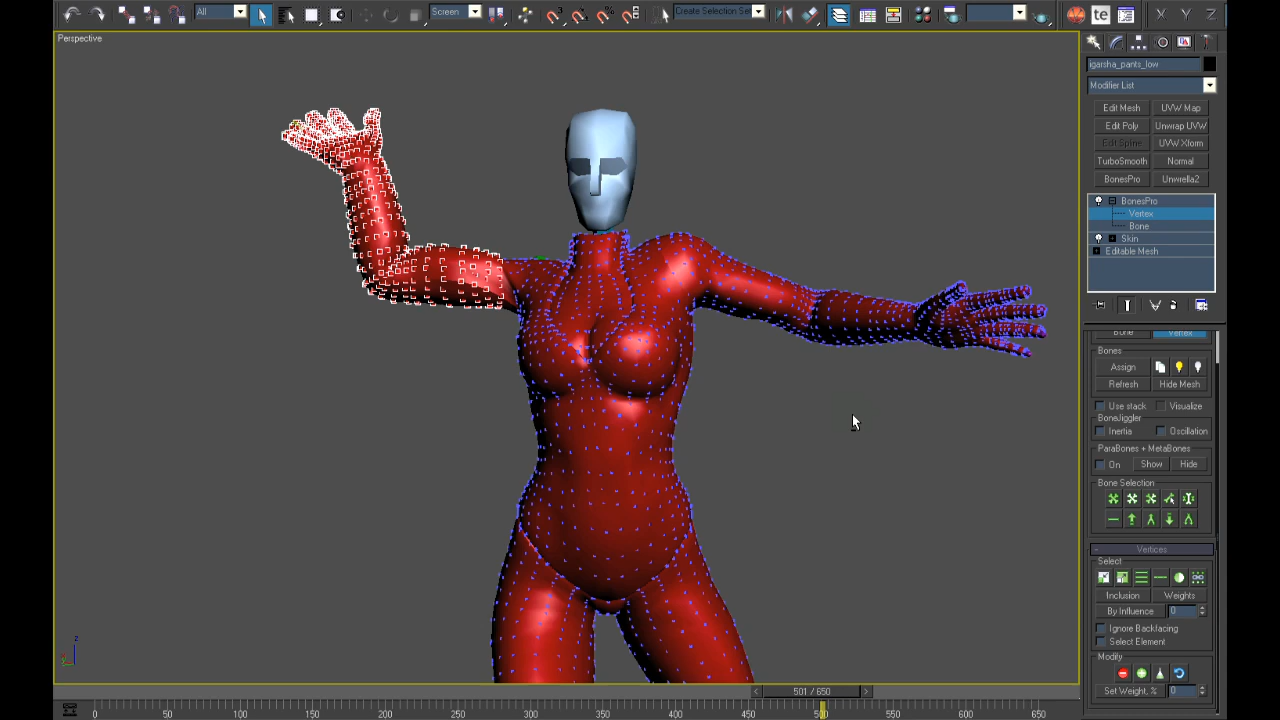 All
Screen
Create Selection Set
te
X Y Z
Perspective
igarsha_pants_low
Modifier List
Edit Mesh UVW Map
Edit Poly Unwrap UVW
Edit Spline UVW Xform
TurboSmooth Normal
BonesPro Unwrella2
BonesPro
Vertex
Bone
Skin
Editable Mesh
Bone Vertex
Bones
Assign
Refresh Hide Mesh
Use stack Visualize
BoneJiggler
Inertia Oscillation
ParaBones + MetaBones
On Show Hide
Bone Selection
- Vertices
Select
Inclusion Weights
By Influence 0
Ignore Backfacing
Select Element
Modify
Set Weight, % 0
< 501 / 650 >
0 50 100 150 200 250 300 350 400 450 500 550 600 650